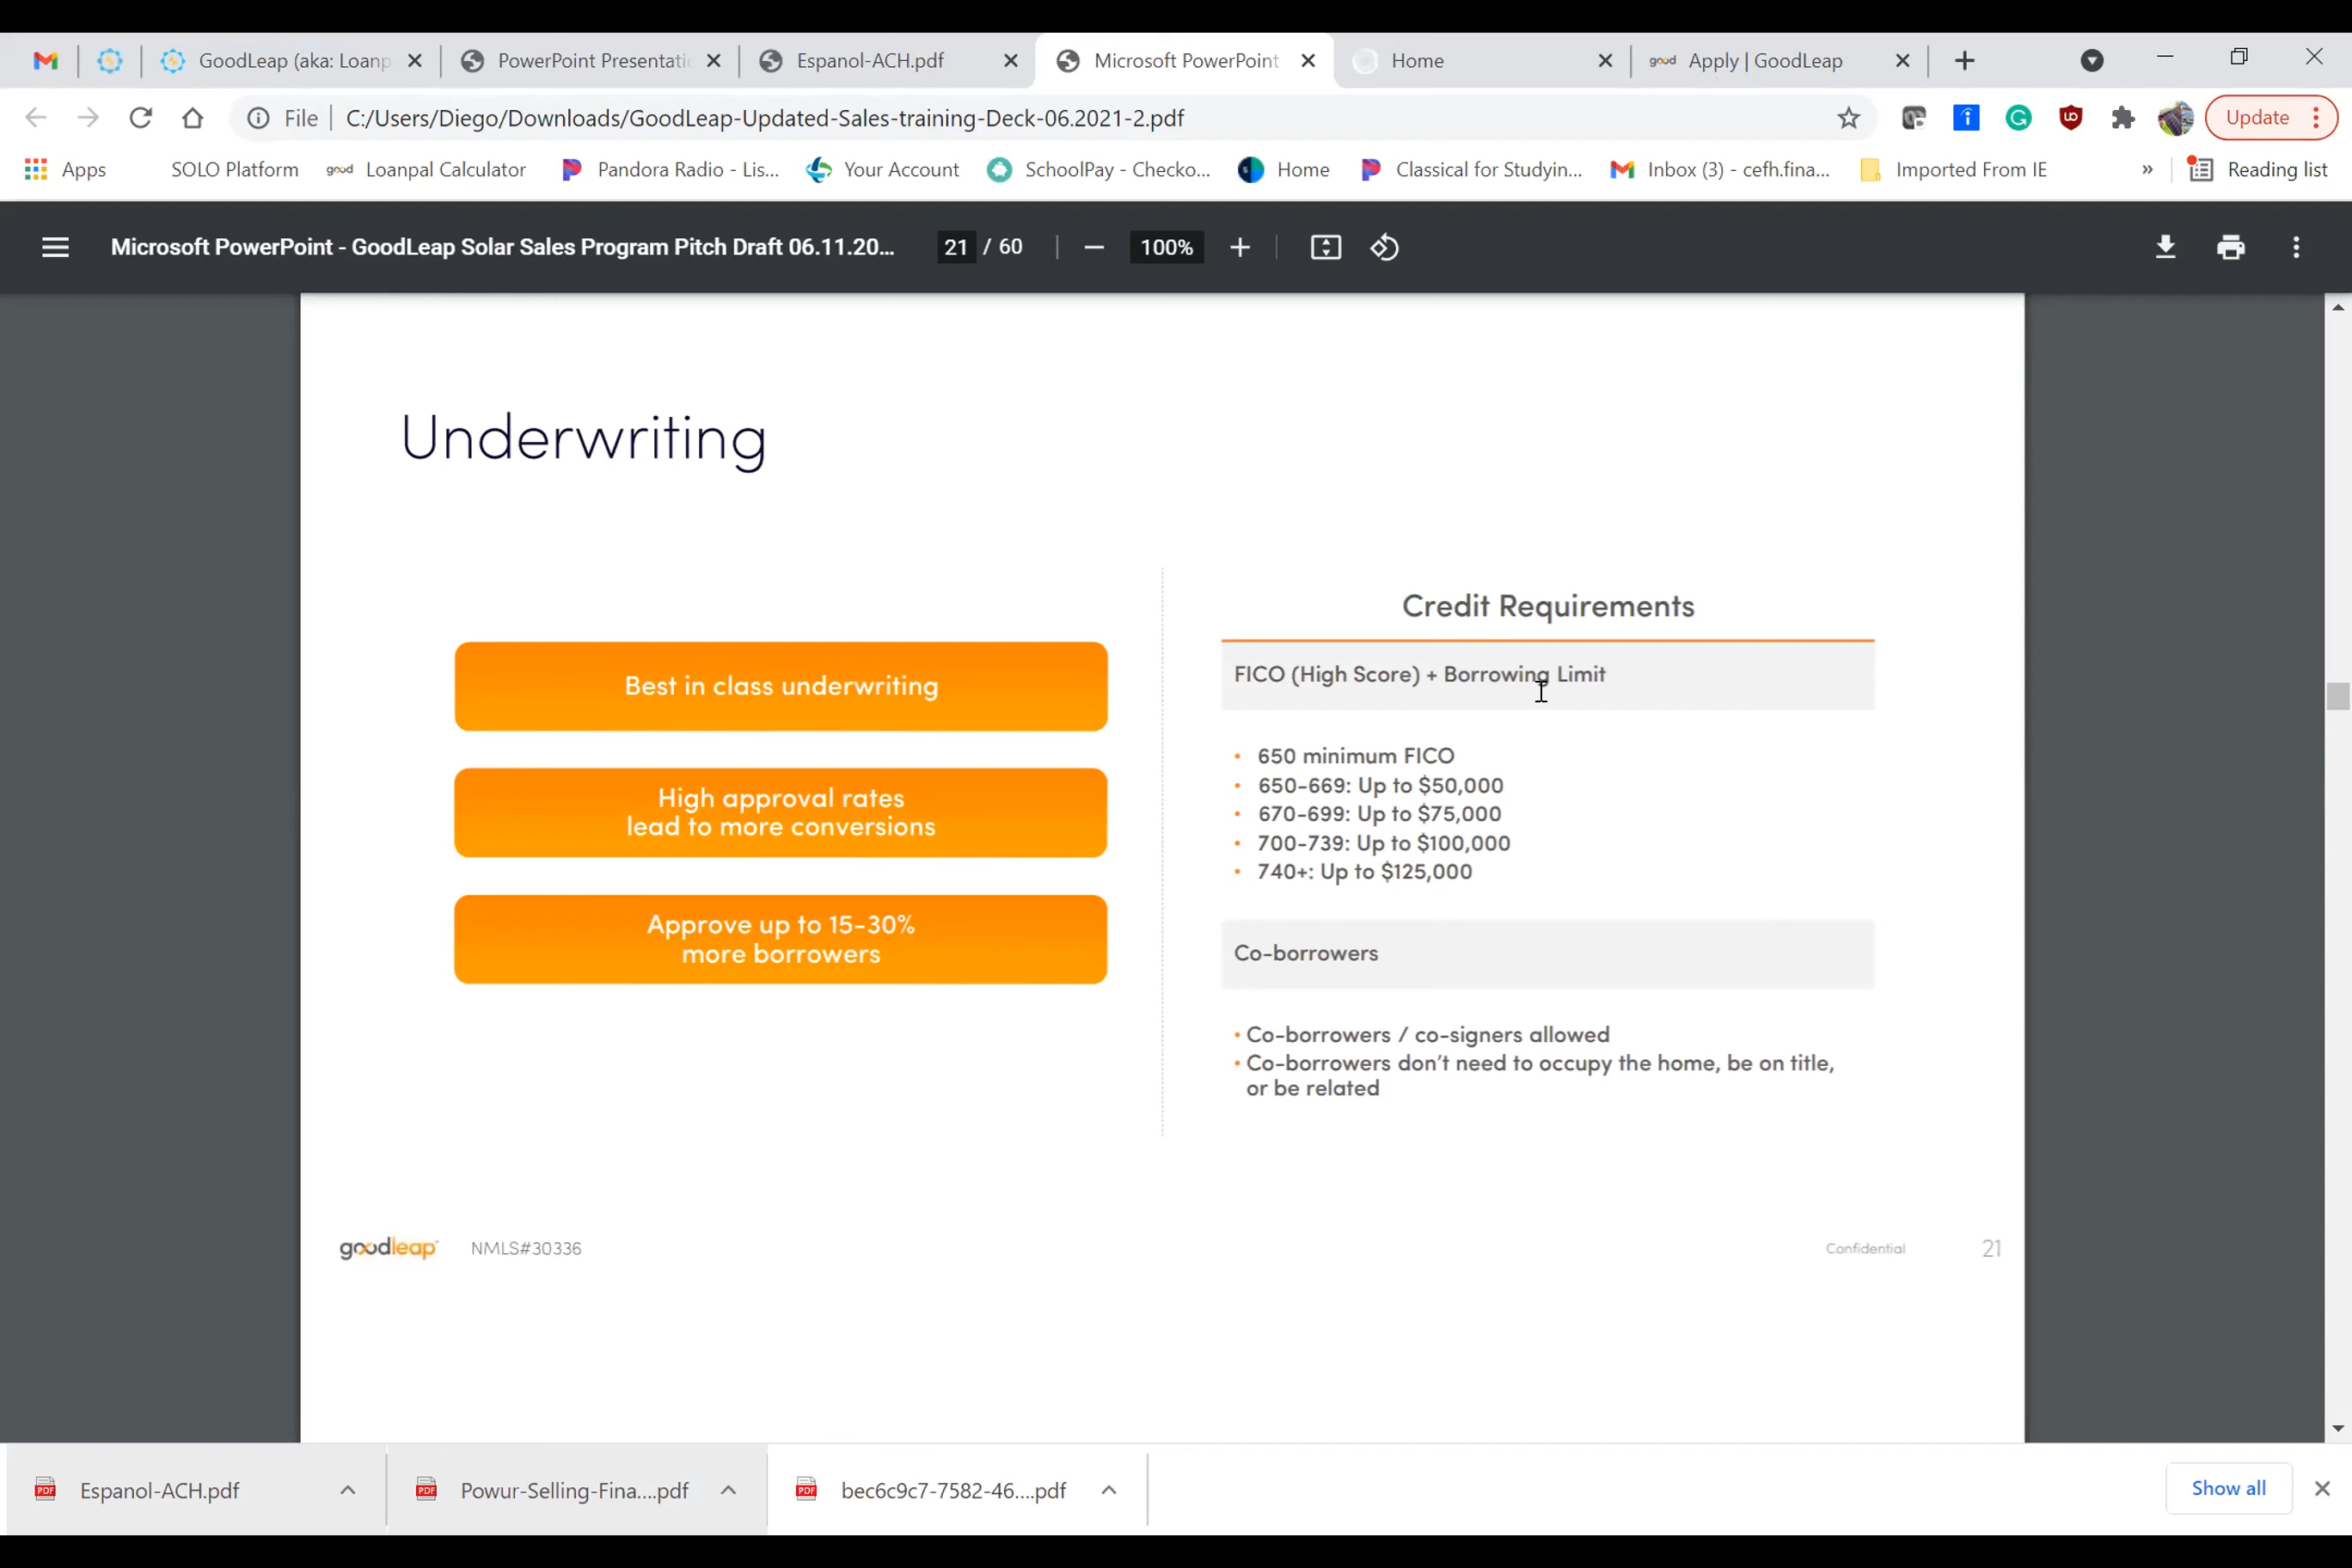 GoodLeap (aka: Loanp
PowerPoint Presentati
Espanol-ACH.pdf
Microsoft PowerPoint
Home
good Apply | GoodLeap
File C:/Users/Diego/Downloads/GoodLeap-Updated-Sales-training-Deck-06.2021-2.pdf
Update
Apps
SOLO Platform
good Loanpal Calculator
Pandora Radio - Lis...
Your Account
SchoolPay - Checko...
Home
Classical for Studyin...
Inbox (3) - cefh.fina...
Imported From IE
»
Reading list
Microsoft PowerPoint - GoodLeap Solar Sales Program Pitch Draft 06.11.20...
21 / 60
100%
Underwriting
Best in class underwriting
High approval rates
lead to more conversions
Approve up to 15-30%
more borrowers
Credit Requirements
FICO (High Score) + Borrowing Limit
• 650 minimum FICO
• 650-669: Up to $50,000
• 670-699: Up to $75,000
• 700-739: Up to $100,000
• 740+: Up to $125,000
Co-borrowers
• Co-borrowers / co-signers allowed
• Co-borrowers don't need to occupy the home, be on title,
or be related
goodleap NMLS#30336
Confidential 21
PDF Espanol-ACH.pdf
PDF Powur-Selling-Fina....pdf
PDF bec6c9c7-7582-46....pdf
Show all